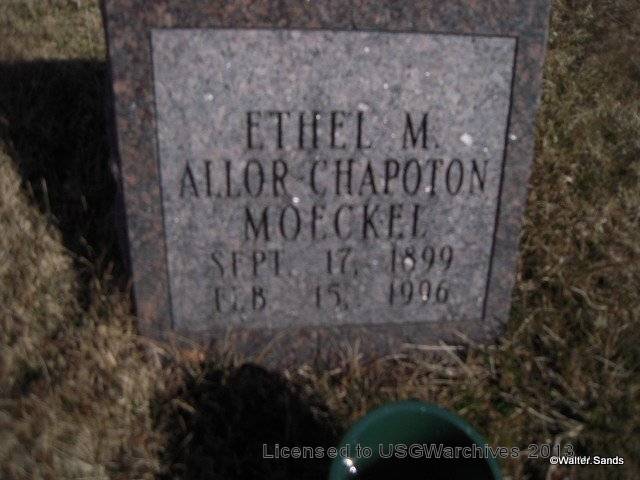 ETHEL M.
ALLOR-CHAPOTON
MOECKEL
SEPT. 17, 1899
FEB 15, 1996
Licensed to USGWarchives 2013
©Walter.Sands